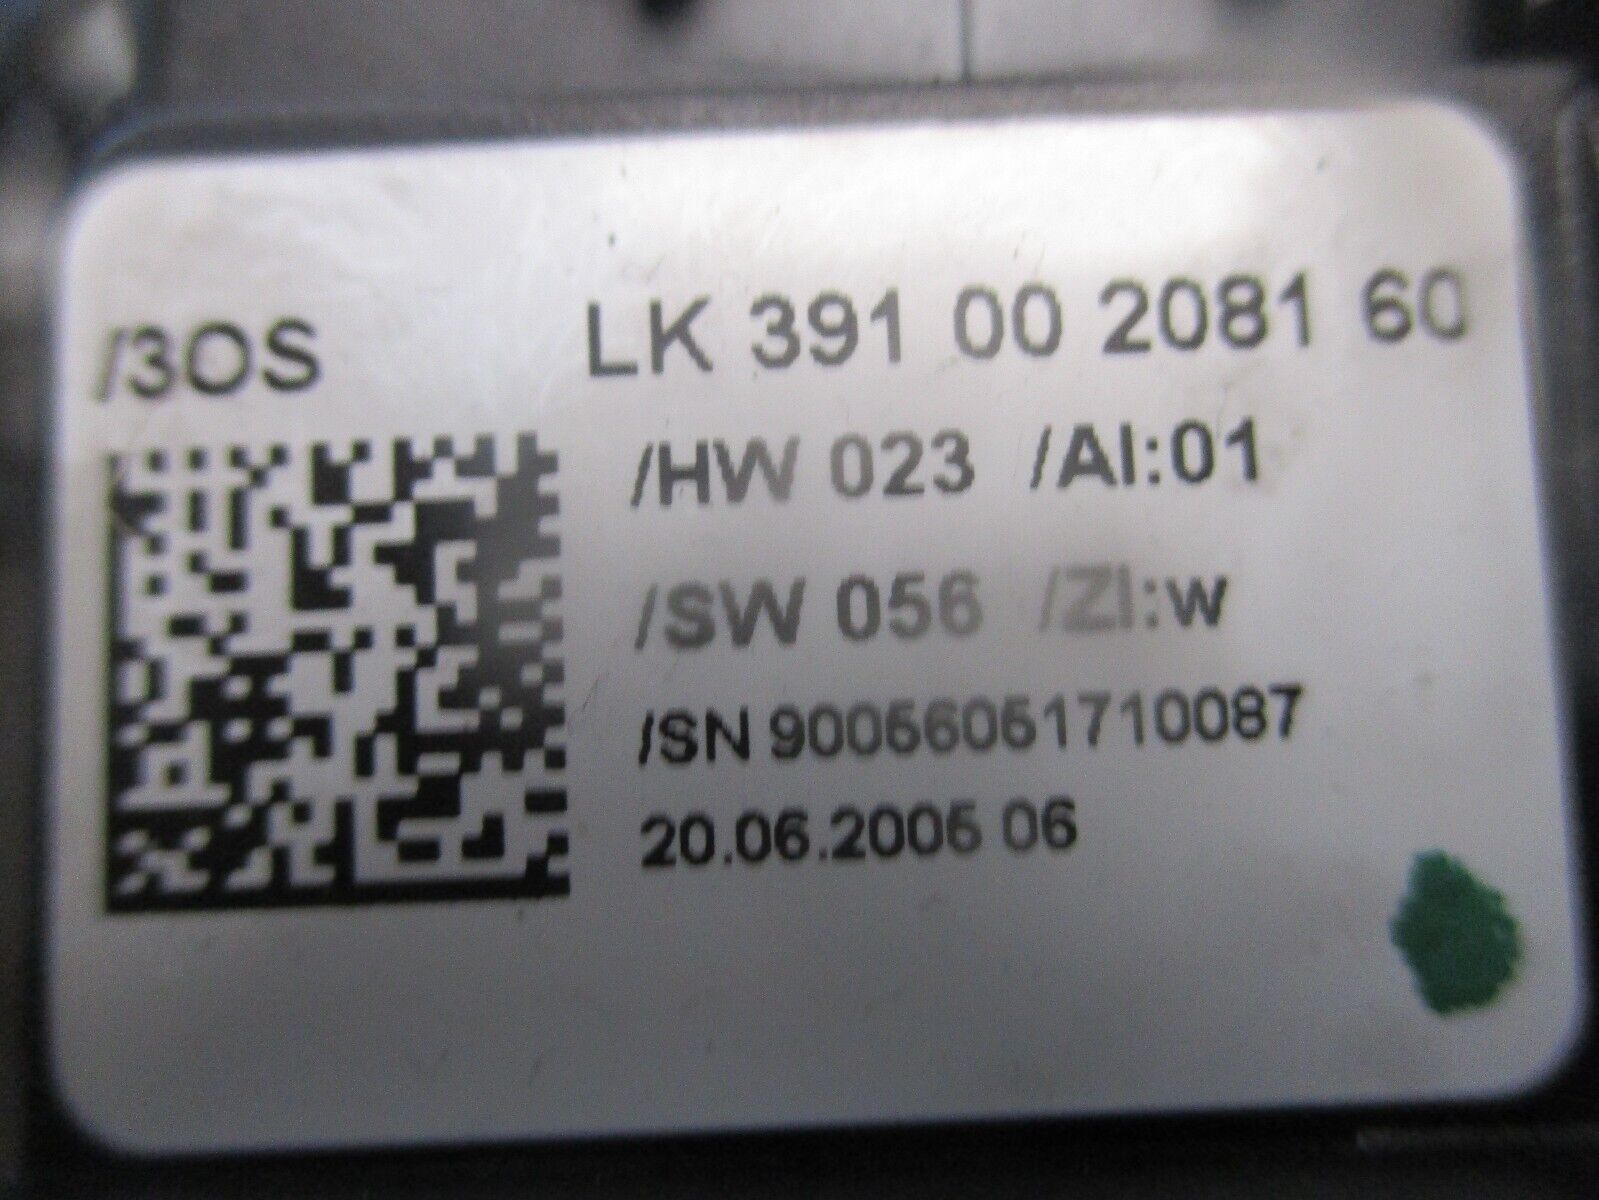 /3OS LK 391 00 2081 60
/HW 023 /AI:01
/SW 056 /ZI:w
/SN 90056051710087
20.06.2005 06